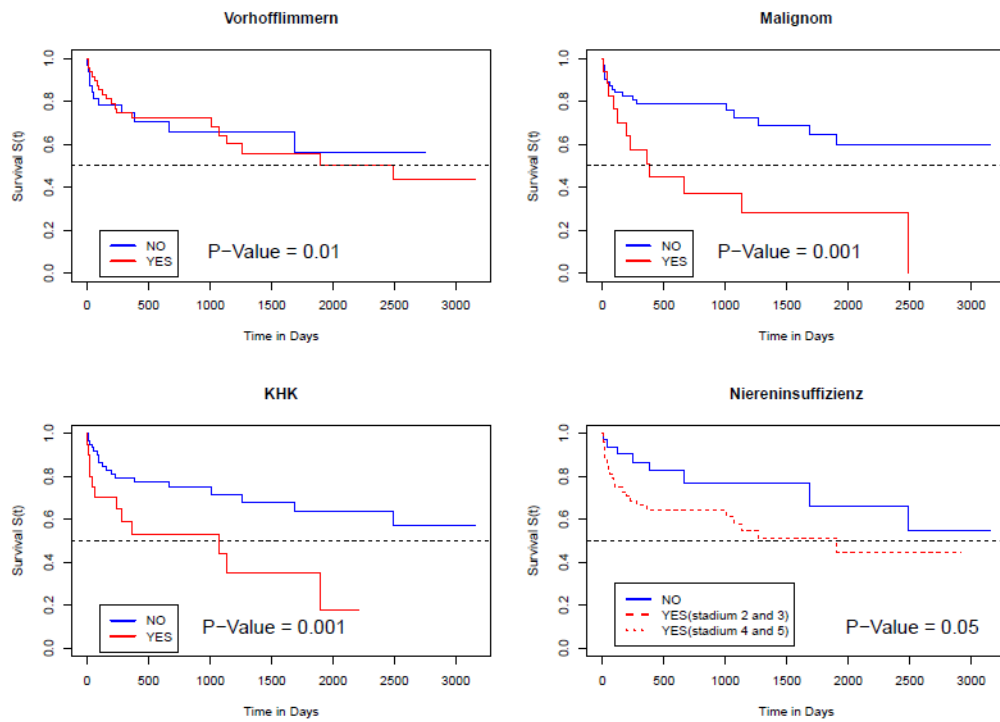 Vorhofflimmern
Survival S(t)
1.0
0.8
0.6
0.4
0.2
0.0
NO
YES
P−Value = 0.01
0 500 1000 1500 2000 2500 3000
Time in Days
Malignom
Survival S(t)
1.0
0.8
0.6
0.4
0.2
0.0
NO
YES
P−Value = 0.001
0 500 1000 1500 2000 2500 3000
Time in Days
KHK
Survival S(t)
1.0
0.8
0.6
0.4
0.2
0.0
NO
YES
P−Value = 0.001
0 500 1000 1500 2000 2500 3000
Time in Days
Niereninsuffizienz
Survival S(t)
1.0
0.8
0.6
0.4
0.2
0.0
NO
YES(stadium 2 and 3)
YES(stadium 4 and 5)
P−Value = 0.05
0 500 1000 1500 2000 2500 3000
Time in Days